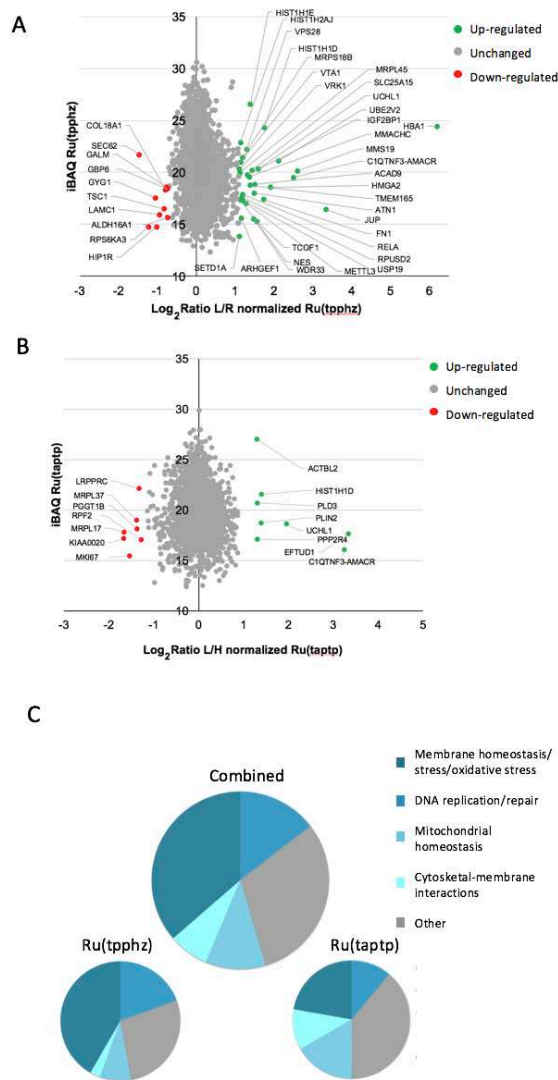 A
Up-regulated
Unchanged
Down-regulated
iBAQ Ru(tpphz)
35
30
25
20
15
10
-3
-2
-1
0
1
2
3
4
5
6
7
Log2Ratio L/R normalized Ru(tpphz)
HIST1H1E
HIST1H2AJ
VPS28
HIST1H1D
MRPS18B
VTA1
VRK1
MRPL45
SLC25A15
UCHL1
UBE2V2
IGF2BP1
HBA1
MMACHC
MMS19
C1QTNF3-AMACR
ACAD9
HMGA2
TMEM165
ATN1
JUP
FN1
RELA
RPUSD2
USP19
METTL3
TCOF1
NES
WDR33
ARHGEF1
SETD1A
COL18A1
SEC62
GALM
GBP6
GYG1
TSC1
LAMC1
ALDH16A1
RPS6KA3
HIP1R
B
Up-regulated
Unchanged
Down-regulated
iBAQ Ru(taptp)
35
30
25
20
15
10
-3
-2
-1
0
1
2
3
4
5
Log2Ratio L/H normalized Ru(taptp)
LRPPRC
MRPL37
PGGT1B
RPF2
MRPL17
KIAA0020
MKI67
ACTBL2
HIST1H1D
PLD3
PLIN2
UCHL1
PPP2R4
EFTUD1
C1QTNF3-AMACR
C
Combined
Ru(tpphz)
Ru(taptp)
Membrane homeostasis/
stress/oxidative stress
DNA replication/repair
Mitochondrial
homeostasis
Cytosketal-membrane
interactions
Other